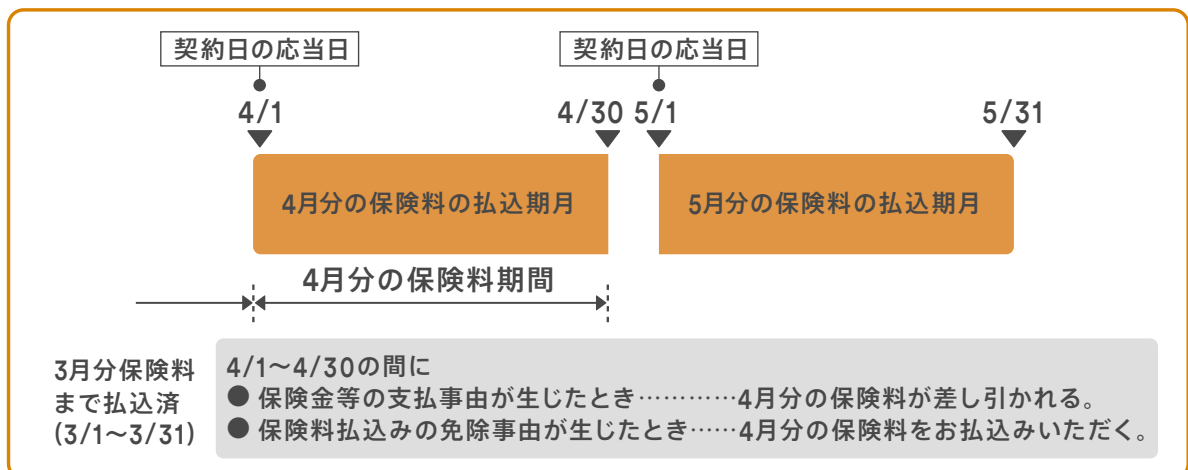 契約日の応当日 契約日の応当日
4/1 4/30 5/1 5/31
4月分の保険料の払込期月 5月分の保険料の払込期月
4月分の保険料期間
3月分保険料
まで払込済
(3/1〜3/31)
4/1〜4/30の間に
● 保険金等の支払事由が生じたとき…………4月分の保険料が差し引かれる。
● 保険料払込みの免除事由が生じたとき……4月分の保険料をお払込みいただく。